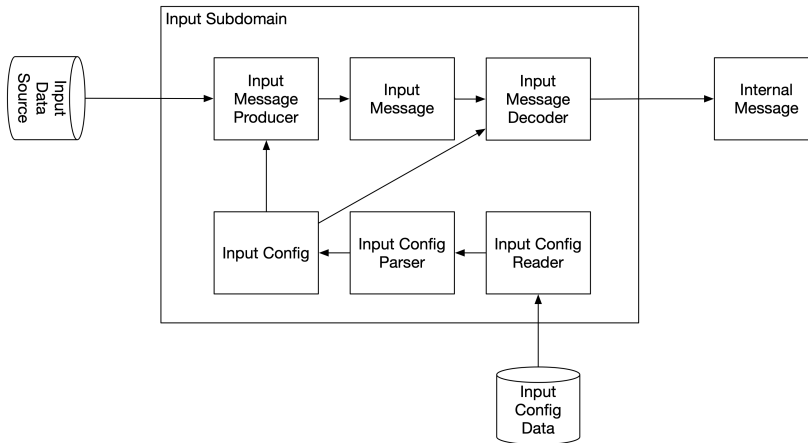 Input Subdomain
Input
Data
Source
Input
Message
Producer
Input
Message
Input
Message
Decoder
Internal
Message
Input Config
Input Config
Parser
Input Config
Reader
Input
Config
Data